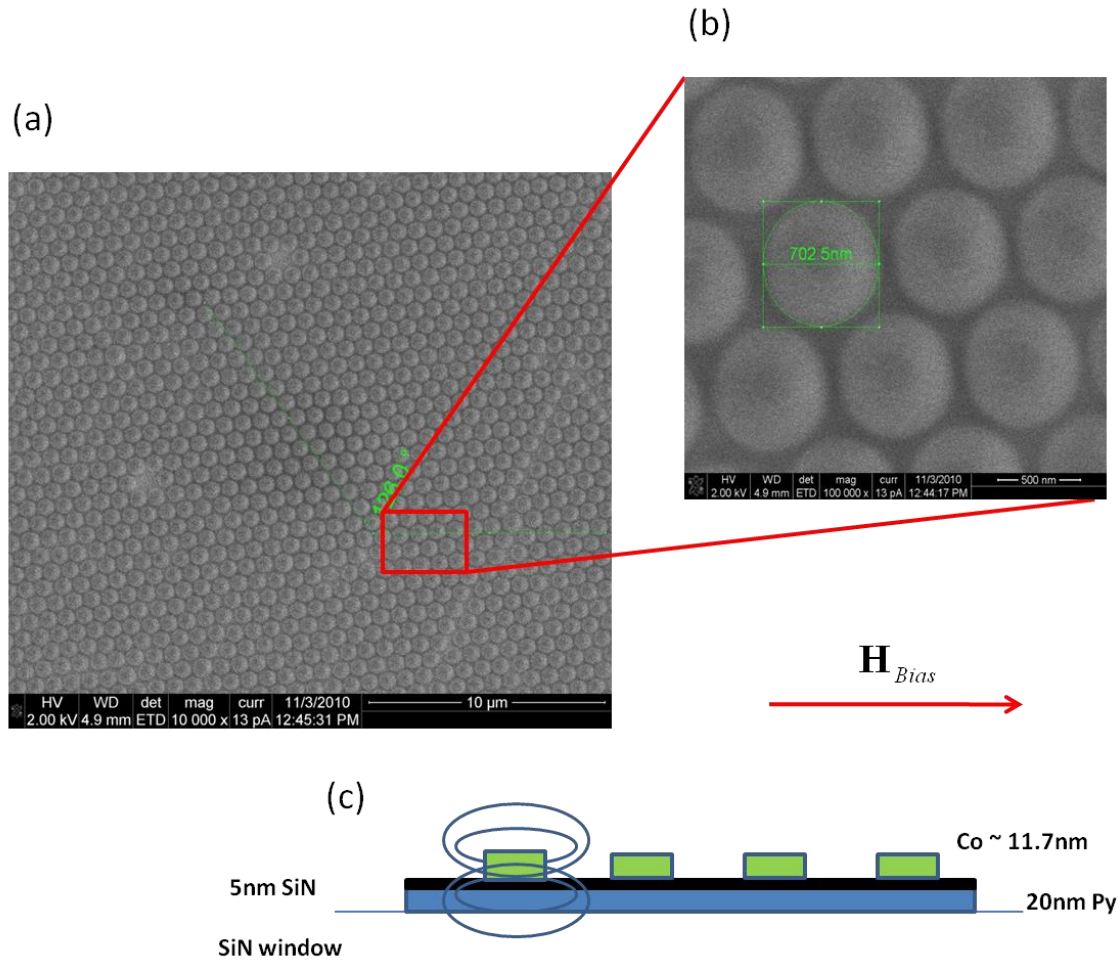 (b)
(a)
702 5nm
126.0 °
HV WD det mag curr 11/3/2010 500 nm
2.00 kV 4.9 mm ETD 100 000 x 13 pA 12:44:17 PM
H Bias
HV WD det mag curr 11/3/2010 10 µm
2.00 kV 4.9 mm ETD 10 000 x 13 pA 12:45:31 PM
(c)
Co ~ 11.7nm
5nm SiN
20nm Py
SiN window